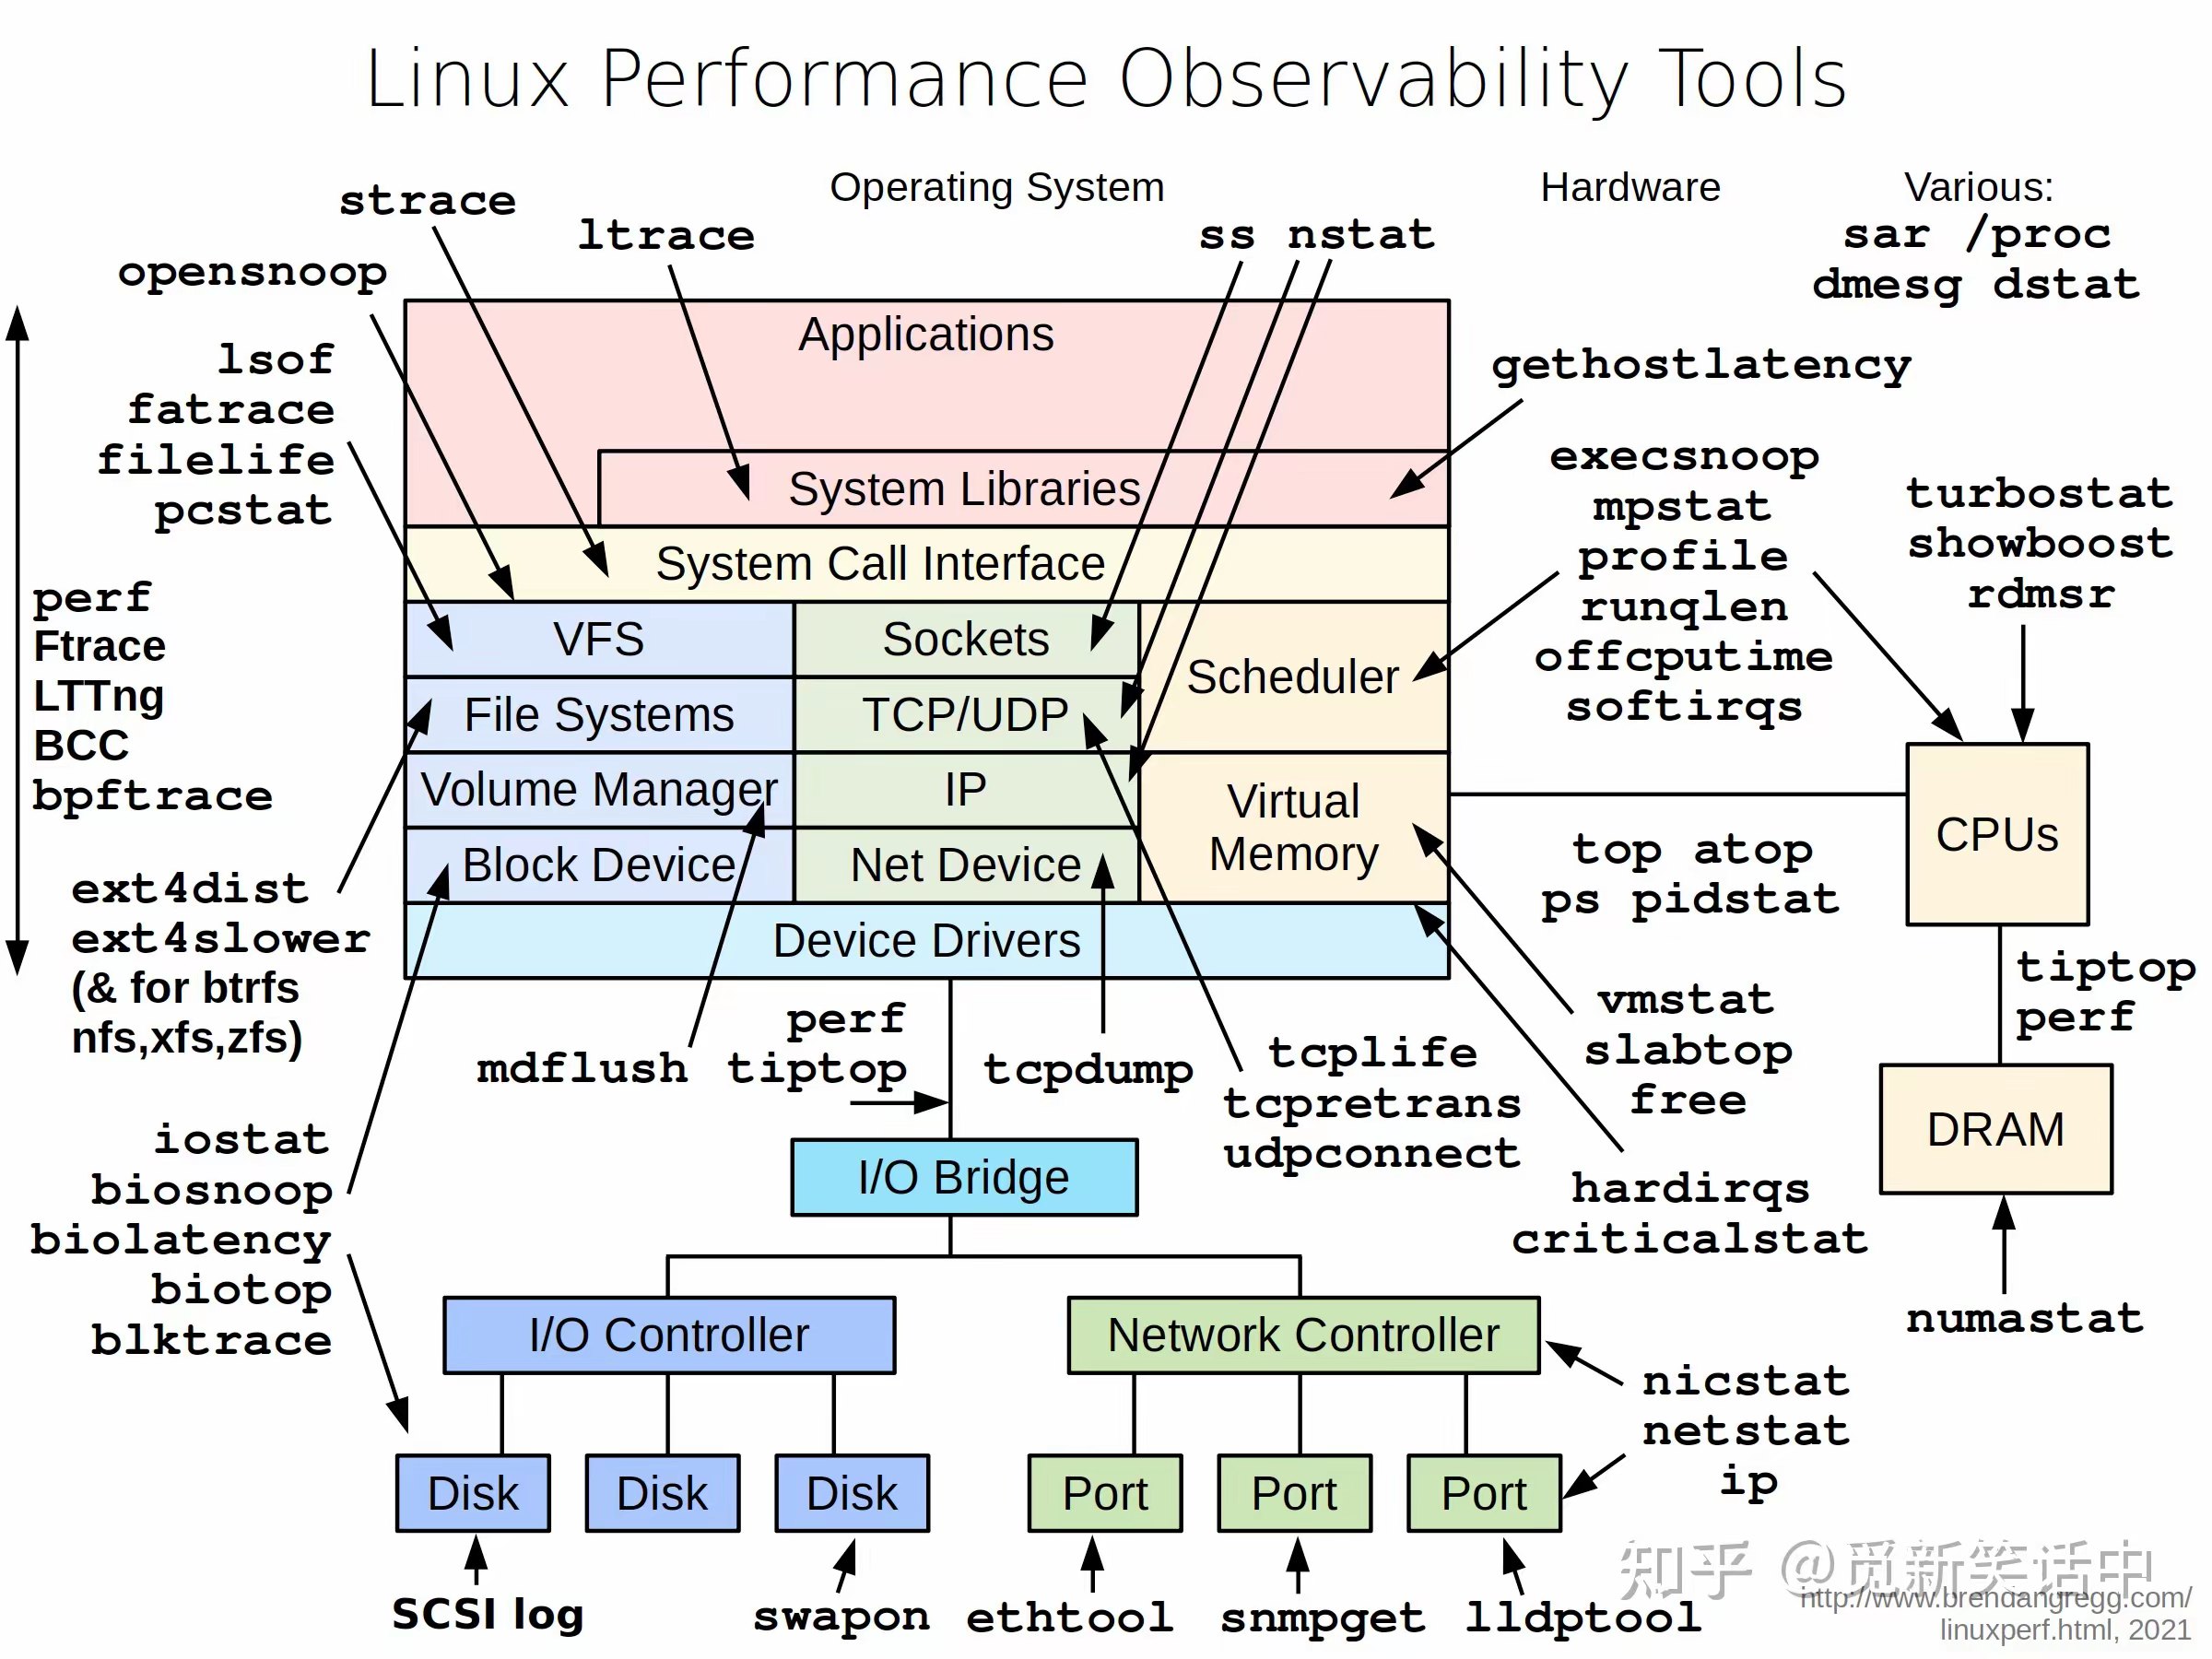 Linux Performance Observability Tools
Operating System
Hardware
Various:
sar /proc
dmesg dstat
strace
ltrace
ss nstat
opensnoop
lsof
fatrace
filelife
pcstat
perf
Ftrace
LTTng
BCC
bpftrace
ext4dist
ext4slower
(& for btrfs
nfs,xfs,zfs)
iostat
biosnoop
biolatency
biotop
blktrace
Applications
System Libraries
System Call Interface
VFS
Sockets
Scheduler
File Systems
TCP/UDP
Volume Manager
IP
Virtual
Memory
Block Device
Net Device
Device Drivers
gethostlatency
execsnoop
mpstat
profile
runqlen
offcputime
softirqs
turbostat
showboost
rdmsr
CPUs
top atop
ps pidstat
tiptop
perf
vmstat
slabtop
free
DRAM
hardirqs
criticalstat
numastat
mdflush
perf
tiptop
tcpdump
tcplife
tcpretrans
udpconnect
I/O Bridge
I/O Controller
Network Controller
nicstat
netstat
ip
Disk
Disk
Disk
Port
Port
Port
SCSI log
swapon
ethtool
snmpget
lldptool
知乎 @觅新笑话中
http://www.brendangregg.com/
linuxperf.html, 2021